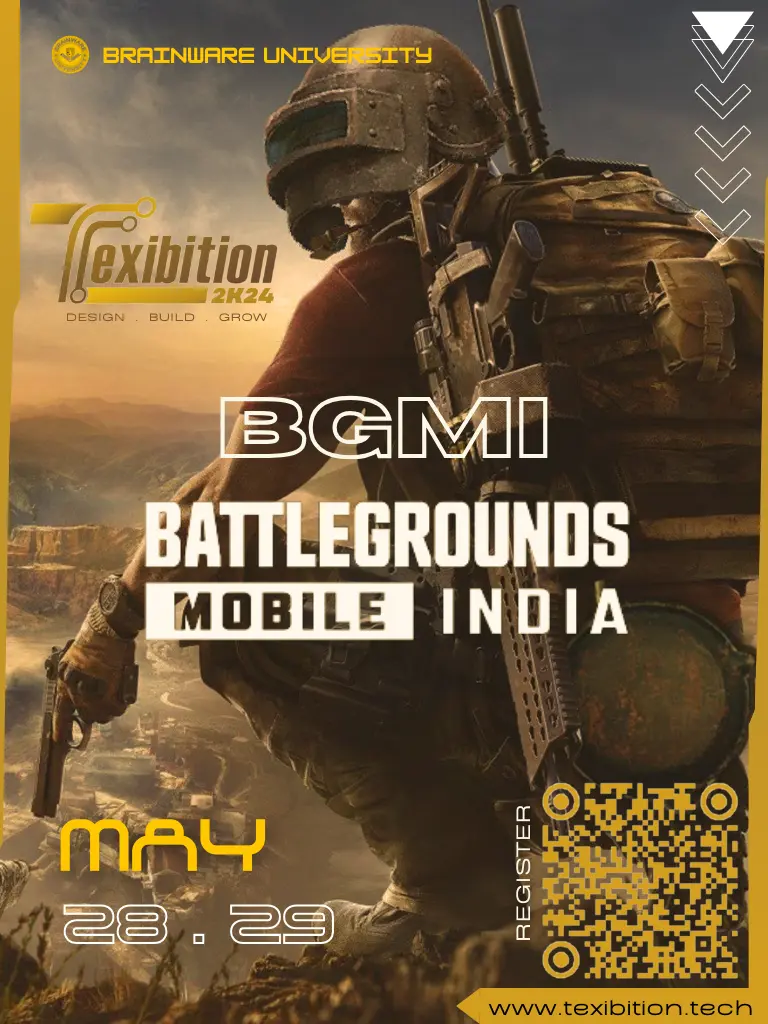 BRAINWARE UNIVERSITY
Texibition
2K24
DESIGN . BUILD . GROW
BGMI
BATTLEGROUNDS
MOBILE INDIA
MAY
28 . 29
REGISTER
www.texibition.tech